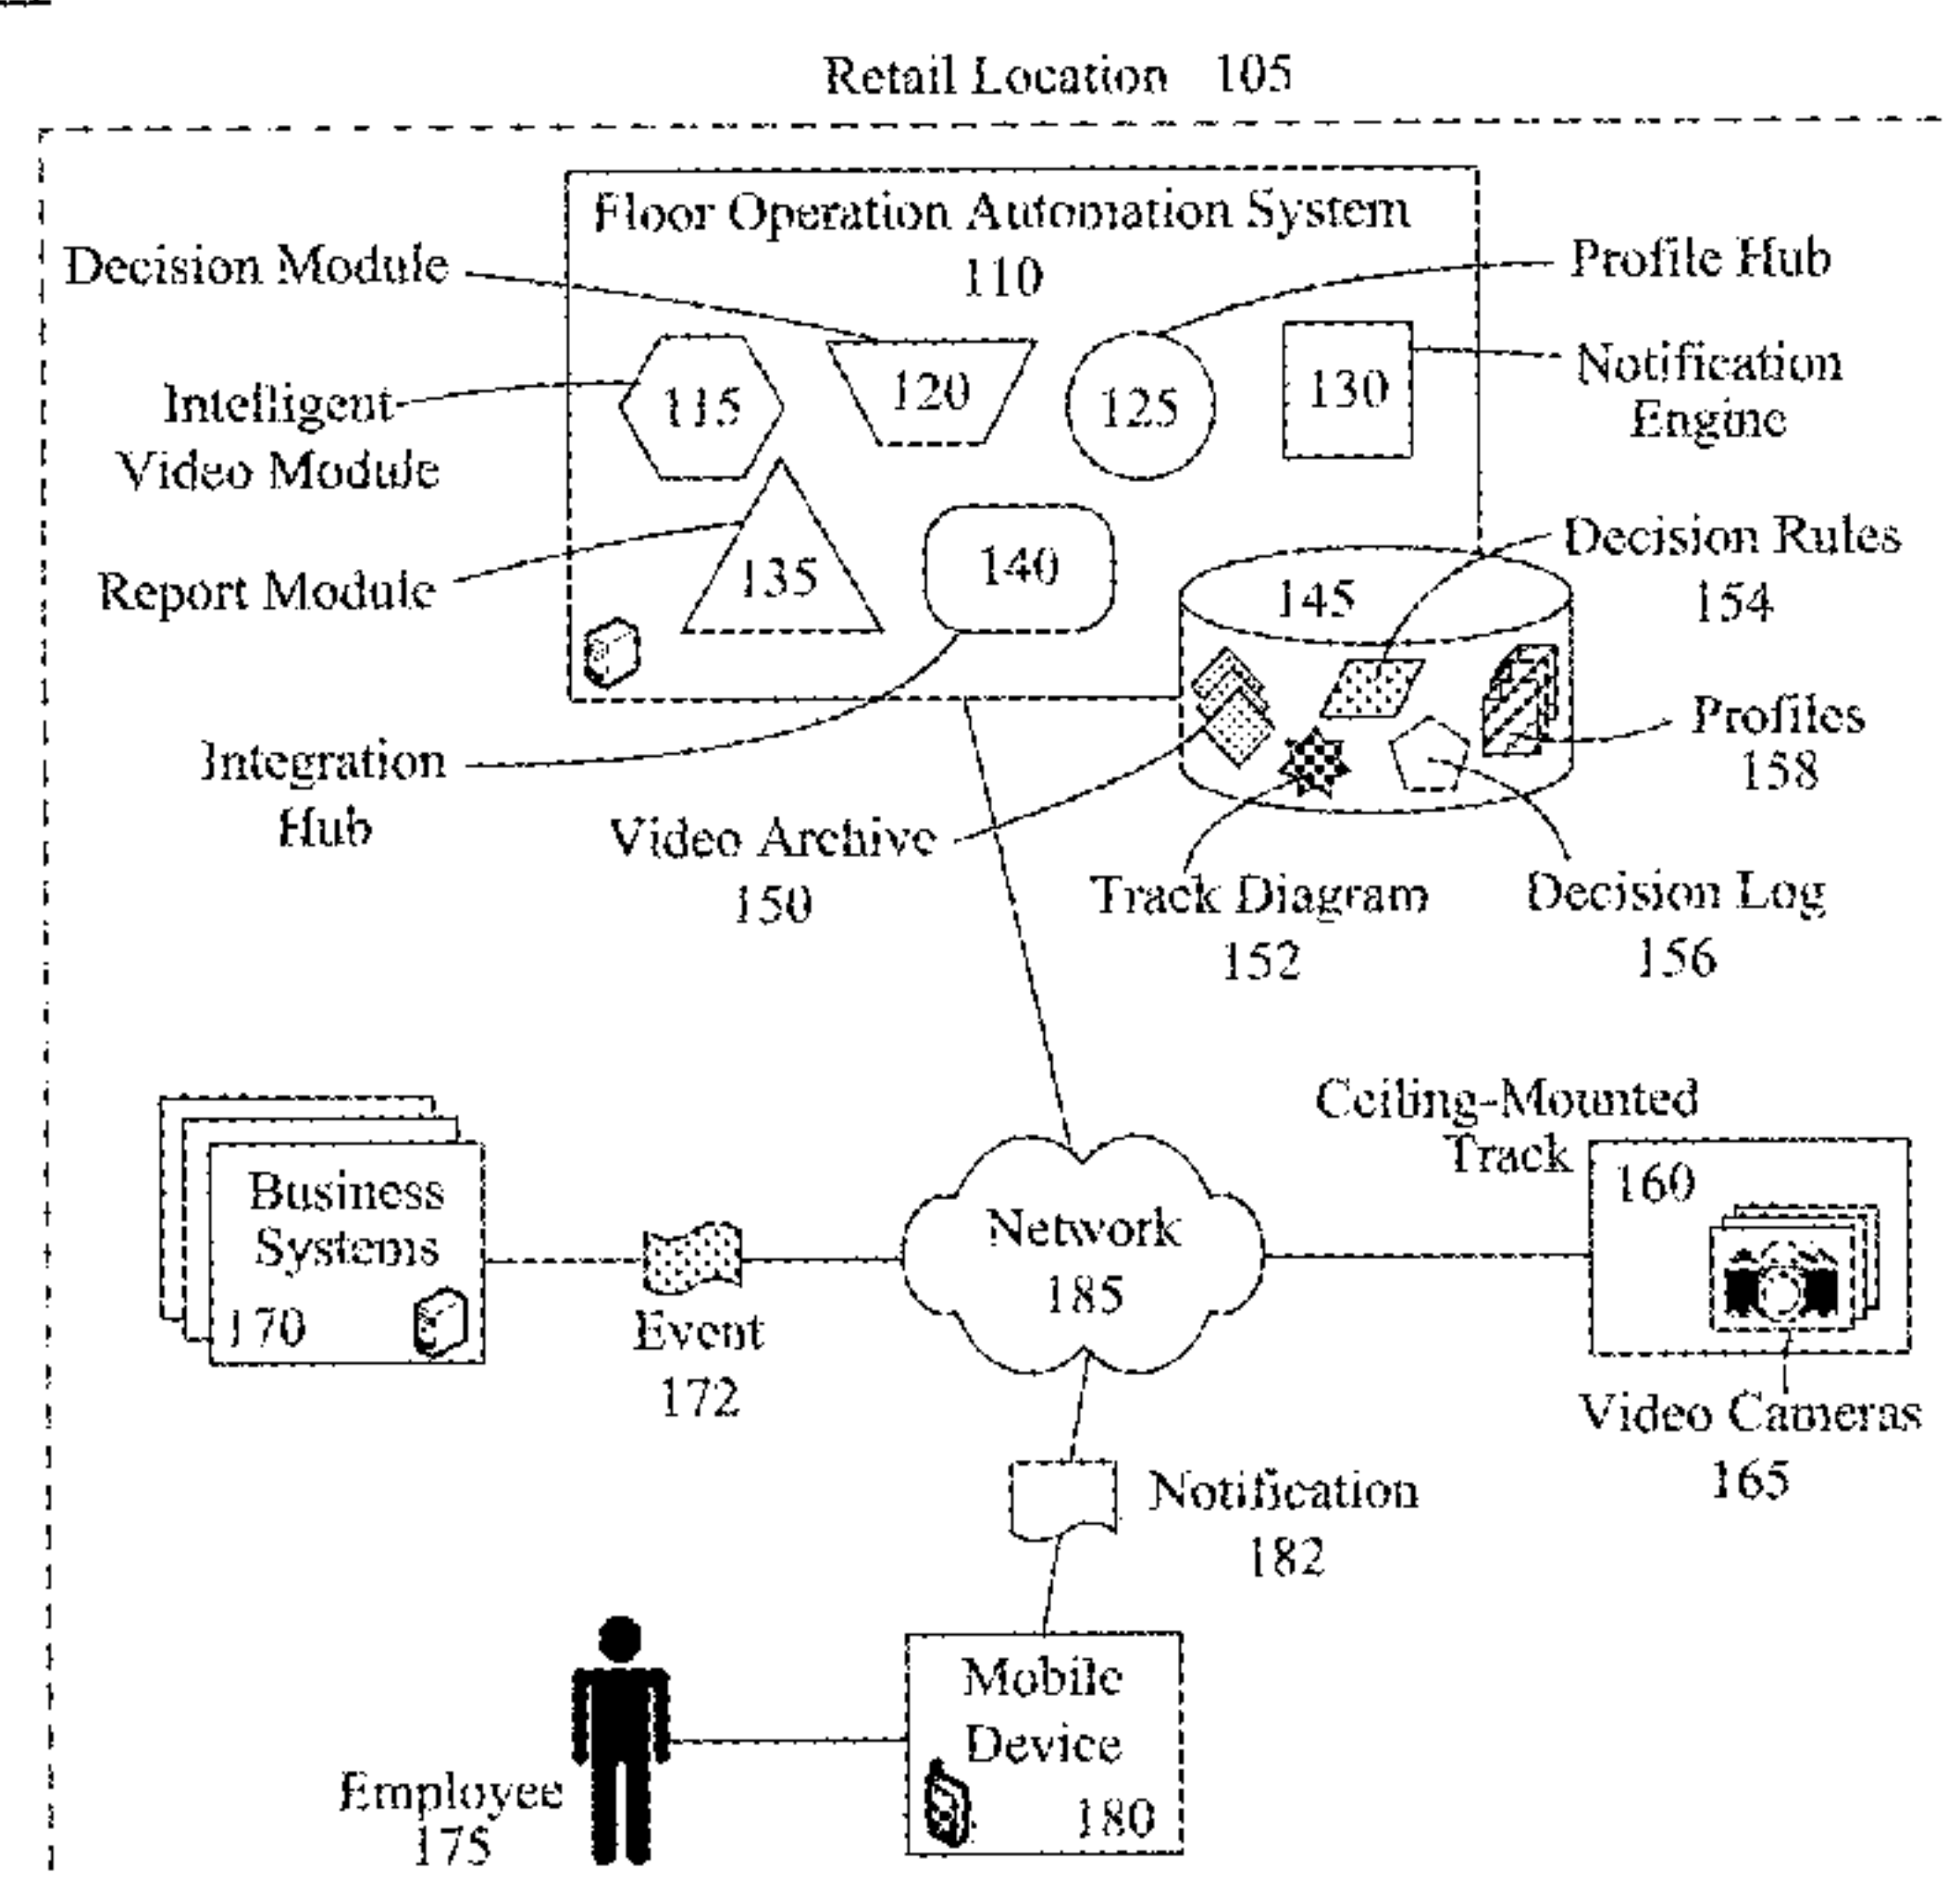 Retail Location 105
Floor Operation Automation System
110
Decision Module
Profile Hub
Intelligent
Video Module
115
120
125
130
Notification
Engine
Report Module
135
140
145
Decision Rules
154
Profiles
158
Integration
Hub
Video Archive
150
Track Diagram
152
Decision Log
156
Business
Systems
170
Event
172
Network
185
Ceiling-Mounted
Track
160
Video Cameras
165
Notification
182
Mobile
Device
180
Employee
175